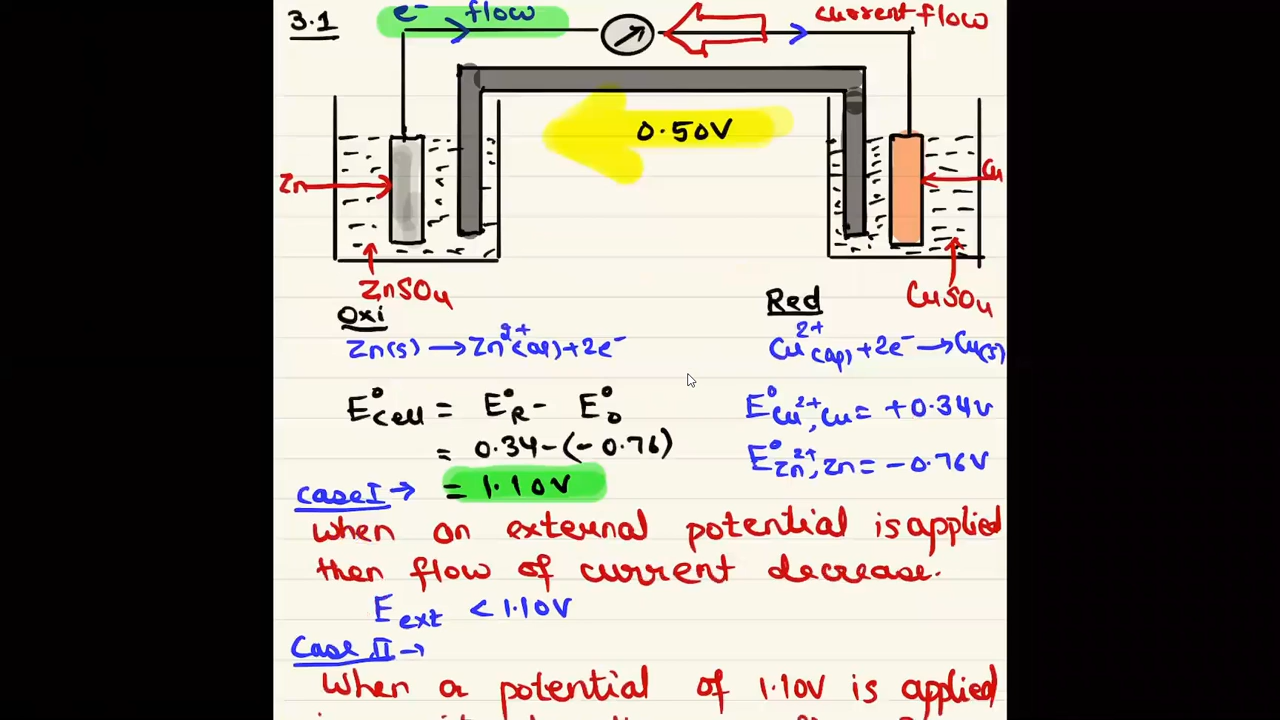 3.1
e⁻ flow
current flow
0.50V
Zn
Cu
ZnSO4
CuSO4
Oxi
Red
Zn(s) → Zn²⁺(aq) + 2e⁻
Cu²⁺(aq) + 2e⁻ → Cu(s)
E°cell = E°R - E°o
E°Cu²⁺,Cu = +0.34V
= 0.34 - (-0.76)
E°Zn²⁺,Zn = -0.76V
= 1.10V
Case I →
When an external potential is applied
then flow of current decrease.
Eext < 1.10V
Case II →
When a potential of 1.10V is applied